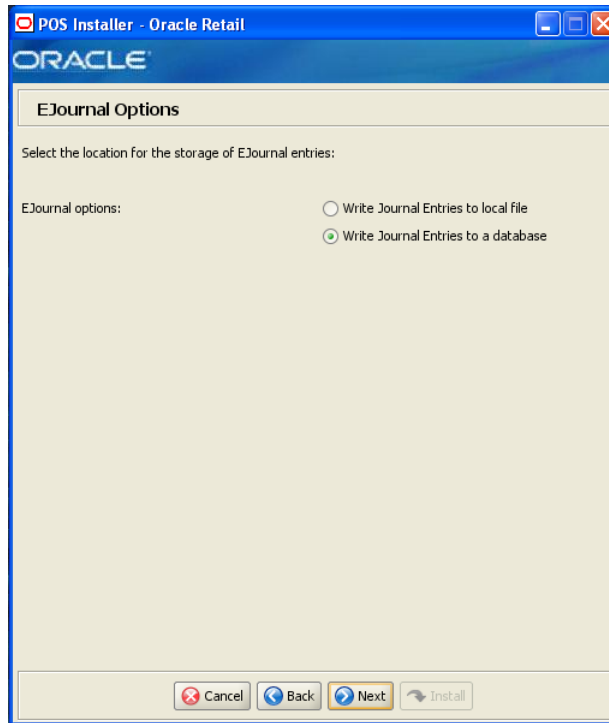 POS Installer - Oracle Retail
ORACLE
EJournal Options
Select the location for the storage of EJournal entries:
EJournal options:
Write Journal Entries to local file
Write Journal Entries to a database
Cancel
Back
Next
Install